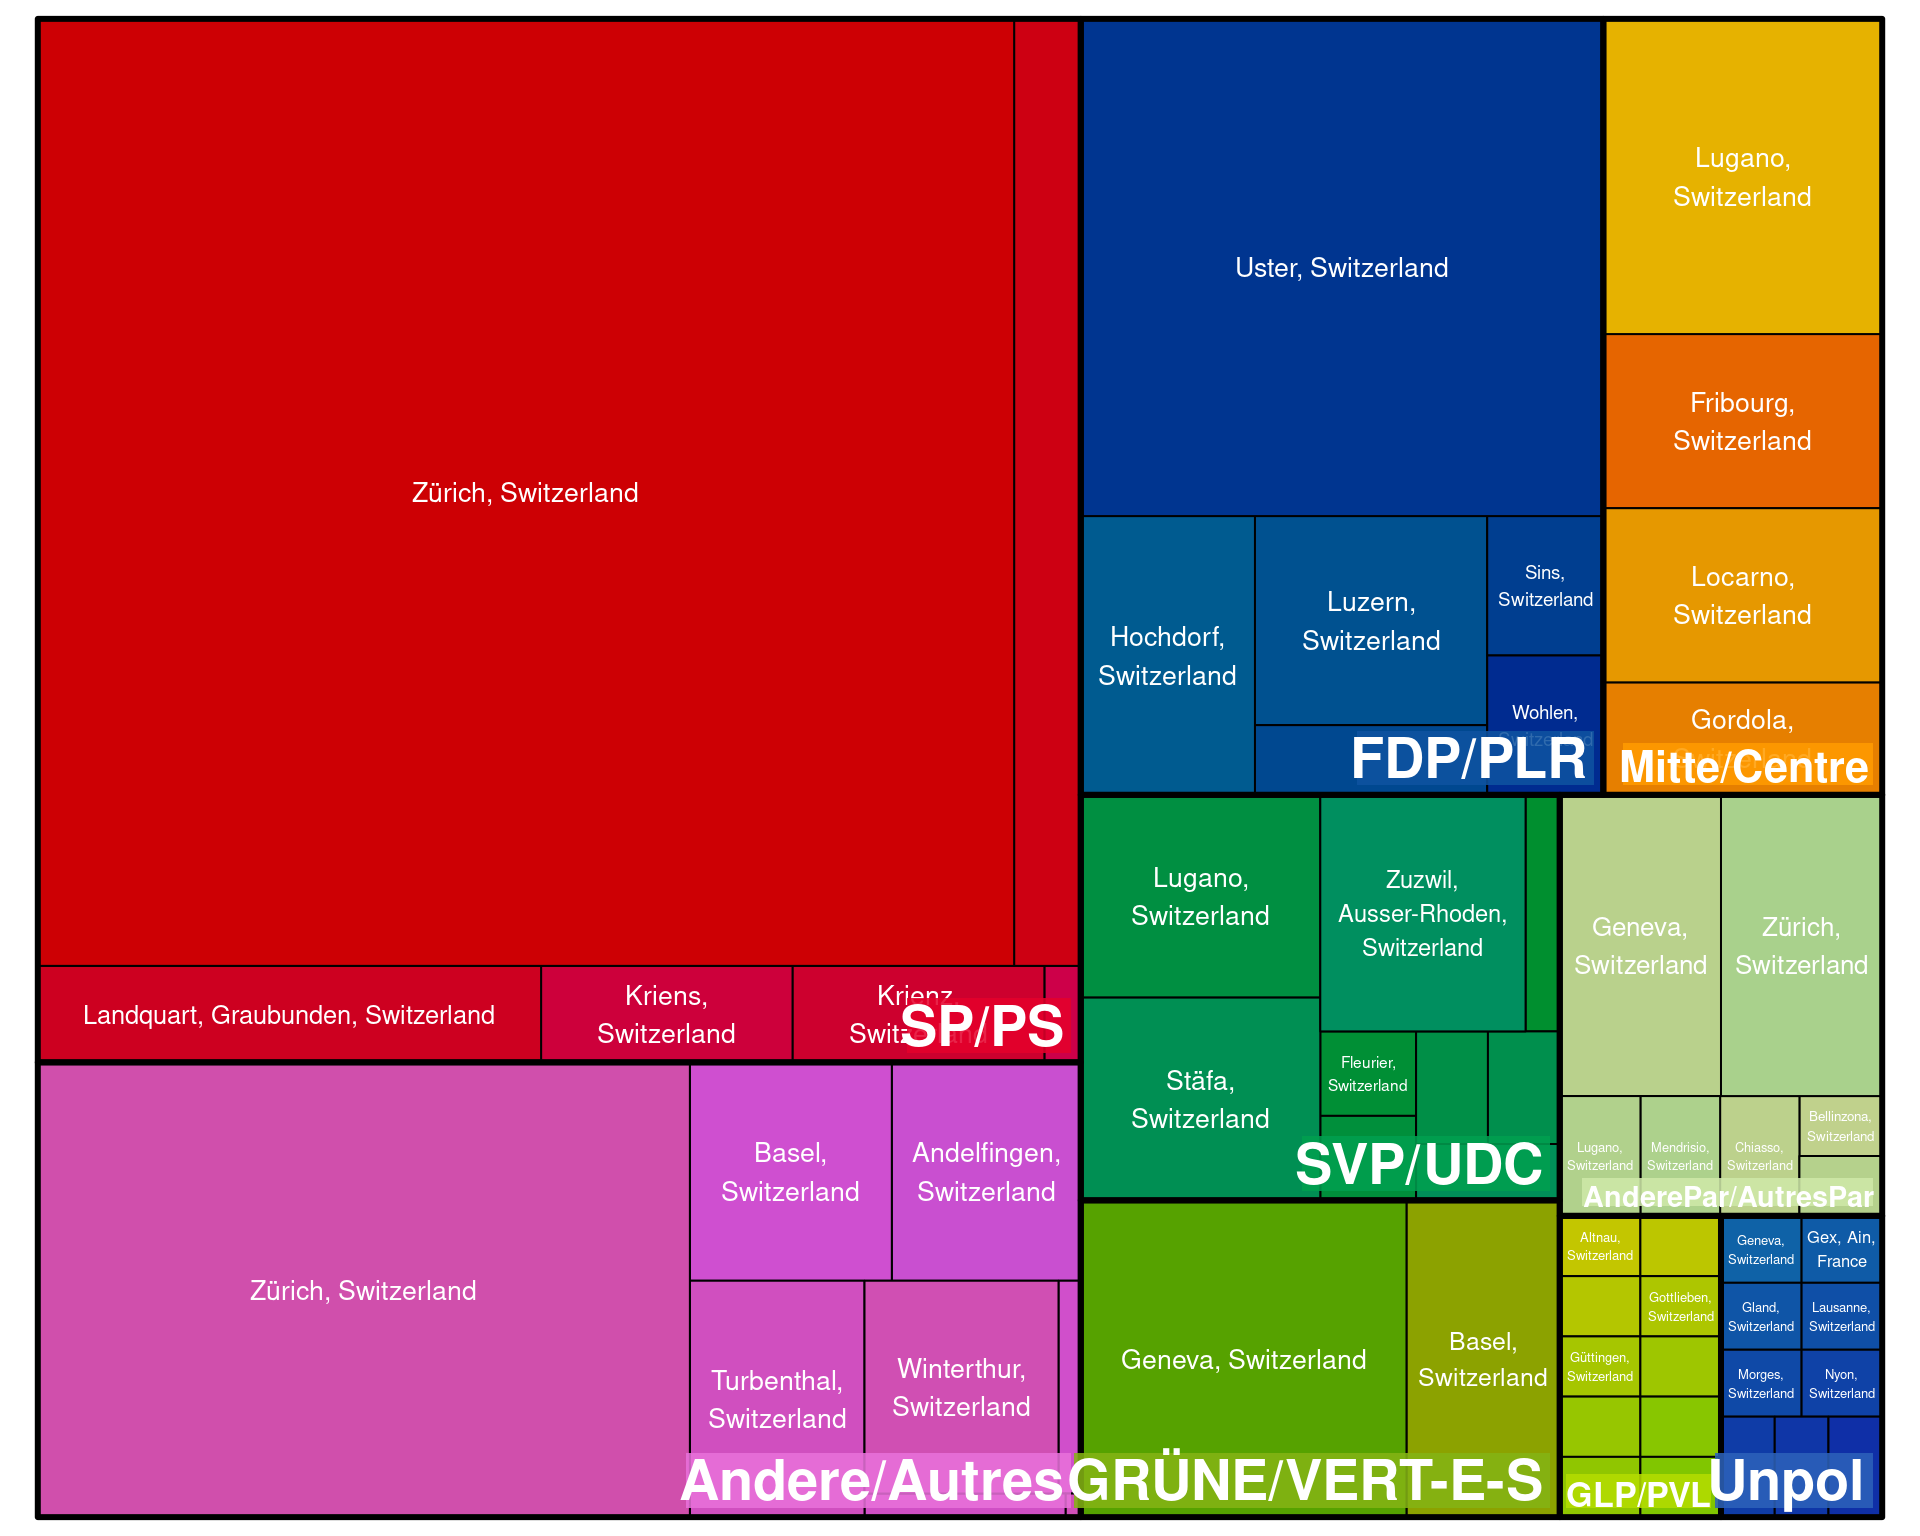 Zürich, Switzerland
Landquart, Graubunden, Switzerland
Kriens,
Switzerland
Krienz,
Switzerland
SP/PS
Zürich, Switzerland
Basel,
Switzerland
Andelfingen,
Switzerland
Turbenthal,
Switzerland
Winterthur,
Switzerland
Andere/Autres
Uster, Switzerland
Hochdorf,
Switzerland
Luzern,
Switzerland
Sins,
Switzerland
Wohlen,
Switzerland
FDP/PLR
Lugano,
Switzerland
Fribourg,
Switzerland
Locarno,
Switzerland
Gordola,
Switzerland
Mitte/Centre
Lugano,
Switzerland
Zuzwil,
Ausser-Rhoden,
Switzerland
Stäfa,
Switzerland
Fleurier,
Switzerland
SVP/UDC
Geneva,
Switzerland
Zürich,
Switzerland
Lugano,
Switzerland
Mendrisio,
Switzerland
Chiasso,
Switzerland
Bellinzona,
Switzerland
AnderePar/AutresPar
Geneva, Switzerland
Basel,
Switzerland
GRÜNE/VERT-E-S
Altnau,
Switzerland
Gottlieben,
Switzerland
Güttingen,
Switzerland
GLP/PVL
Geneva,
Switzerland
Gex, Ain,
France
Gland,
Switzerland
Lausanne,
Switzerland
Morges,
Switzerland
Nyon,
Switzerland
Unpol